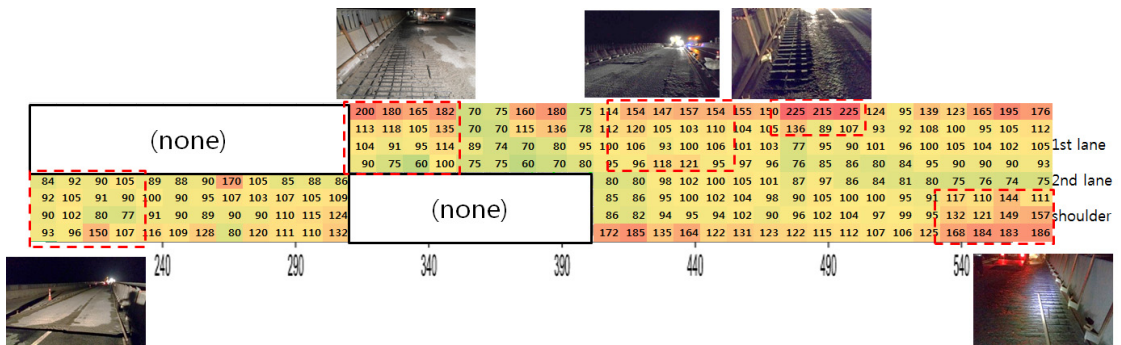 200 180 165 182 70 75 160 180 75 114 154 147 157 154 155 150 225 215 225 124 95 139 123 165 195 176
113 118 105 135 70 70 115 136 78 112 120 105 103 110 104 105 136 89 107 93 92 108 100 95 105 112
(none)
104 91 95 114 89 74 70 80 95 100 106 93 100 106 101 103 77 95 90 101 96 100 105 104 102 105 1st lane
90 75 60 100 75 75 60 70 80 95 96 118 121 95 97 96 76 85 86 80 84 95 90 90 90 93
84 92 90 105 89 88 90 170 105 85 88 86 80 80 98 102 100 105 101 87 97 86 84 81 80 75 76 74 75 2nd lane
92 105 91 90 100 90 95 107 103 107 105 109 85 86 95 100 102 104 98 90 105 100 100 95 91 117 110 144 111
(none)
90 102 80 77 91 90 89 90 90 110 115 124 86 82 94 95 94 102 90 96 102 104 97 99 95 132 121 149 157 shoulder
93 96 150 107 116 109 128 80 120 111 110 132 172 185 135 164 122 131 123 122 115 112 107 106 125 168 184 183 186
240 290 340 390 440 490 540